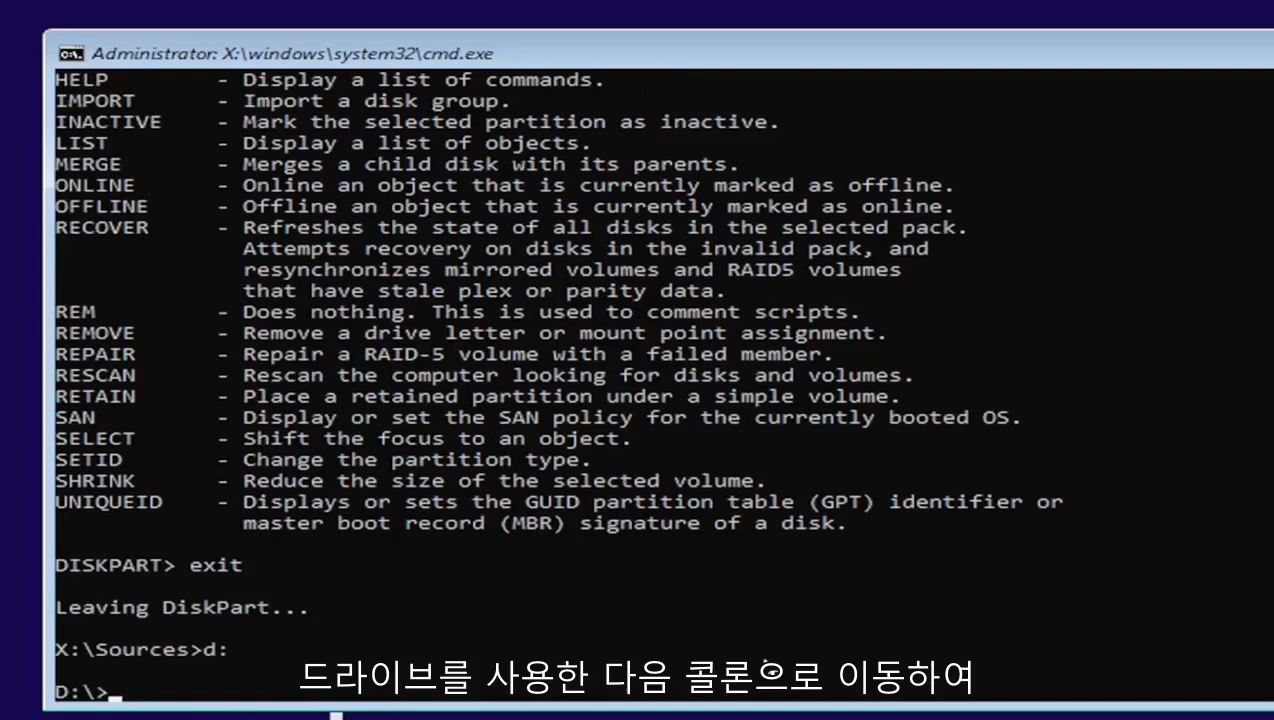 Administrator: X:\windows\system32\cmd.exe
HELP - Display a list of commands.
IMPORT - Import a disk group.
INACTIVE - Mark the selected partition as inactive.
LIST - Display a list of objects.
MERGE - Merges a child disk with its parents.
ONLINE - Online an object that is currently marked as offline.
OFFLINE - Offline an object that is currently marked as online.
RECOVER - Refreshes the state of all disks in the selected pack.
Attempts recovery on disks in the invalid pack, and
resynchronizes mirrored volumes and RAID5 volumes
that have stale plex or parity data.
REM - Does nothing. This is used to comment scripts.
REMOVE - Remove a drive letter or mount point assignment.
REPAIR - Repair a RAID-5 volume with a failed member.
RESCAN - Rescan the computer looking for disks and volumes.
RETAIN - Place a retained partition under a simple volume.
SAN - Display or set the SAN policy for the currently booted OS.
SELECT - Shift the focus to an object.
SETID - Change the partition type.
SHRINK - Reduce the size of the selected volume.
UNIQUEID - Displays or sets the GUID partition table (GPT) identifier or
master boot record (MBR) signature of a disk.
DISKPART> exit
Leaving DiskPart...
X:\Sources>d:
D:\>
드라이브를 사용한 다음 콜론으로 이동하여